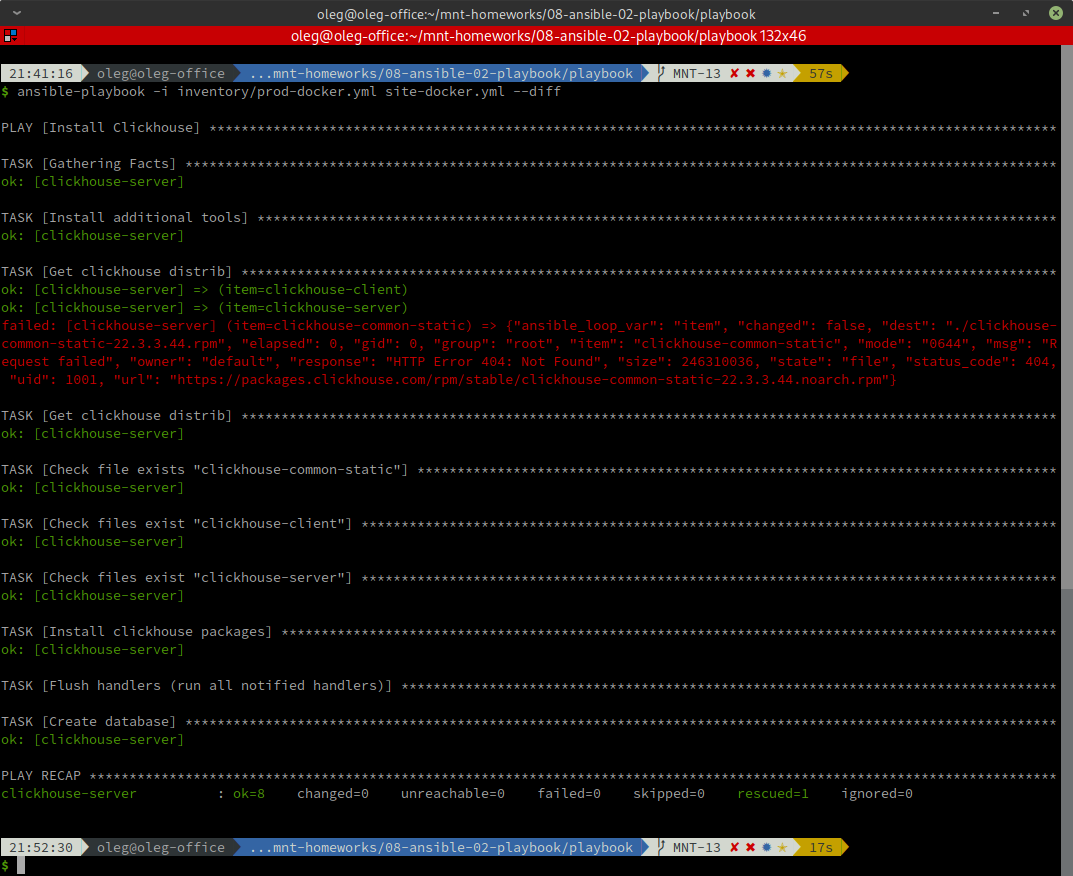 oleg@oleg-office:~/mnt-homeworks/08-ansible-02-playbook/playbook
oleg@oleg-office:~/mnt-homeworks/08-ansible-02-playbook/playbook 132x46
21:41:16 oleg@oleg-office ...mnt-homeworks/08-ansible-02-playbook/playbook MNT-13 ✘ ✖ ✹ ★ 57s
$ ansible-playbook -i inventory/prod-docker.yml site-docker.yml --diff
PLAY [Install Clickhouse] **********************************************************************************************************
TASK [Gathering Facts] *************************************************************************************************************
ok: [clickhouse-server]
TASK [Install additional tools] ****************************************************************************************************
ok: [clickhouse-server]
TASK [Get clickhouse distrib] ******************************************************************************************************
ok: [clickhouse-server] => (item=clickhouse-client)
ok: [clickhouse-server] => (item=clickhouse-server)
failed: [clickhouse-server] (item=clickhouse-common-static) => {"ansible_loop_var": "item", "changed": false, "dest": "./clickhouse-
common-static-22.3.3.44.rpm", "elapsed": 0, "gid": 0, "group": "root", "item": "clickhouse-common-static", "mode": "0644", "msg": "R
equest failed", "owner": "default", "response": "HTTP Error 404: Not Found", "size": 246310036, "state": "file", "status_code": 404,
 "uid": 1001, "url": "https://packages.clickhouse.com/rpm/stable/clickhouse-common-static-22.3.3.44.noarch.rpm"}
TASK [Get clickhouse distrib] ******************************************************************************************************
ok: [clickhouse-server]
TASK [Check file exists "clickhouse-common-static"] ********************************************************************************
ok: [clickhouse-server]
TASK [Check files exist "clickhouse-client"] ***************************************************************************************
ok: [clickhouse-server]
TASK [Check files exist "clickhouse-server"] ***************************************************************************************
ok: [clickhouse-server]
TASK [Install clickhouse packages] *************************************************************************************************
ok: [clickhouse-server]
TASK [Flush handlers (run all notified handlers)] **********************************************************************************
TASK [Create database] *************************************************************************************************************
ok: [clickhouse-server]
PLAY RECAP *************************************************************************************************************************
clickhouse-server          : ok=8    changed=0    unreachable=0    failed=0    skipped=0    rescued=1    ignored=0
21:52:30 oleg@oleg-office ...mnt-homeworks/08-ansible-02-playbook/playbook MNT-13 ✘ ✖ ✹ ★ 17s
$